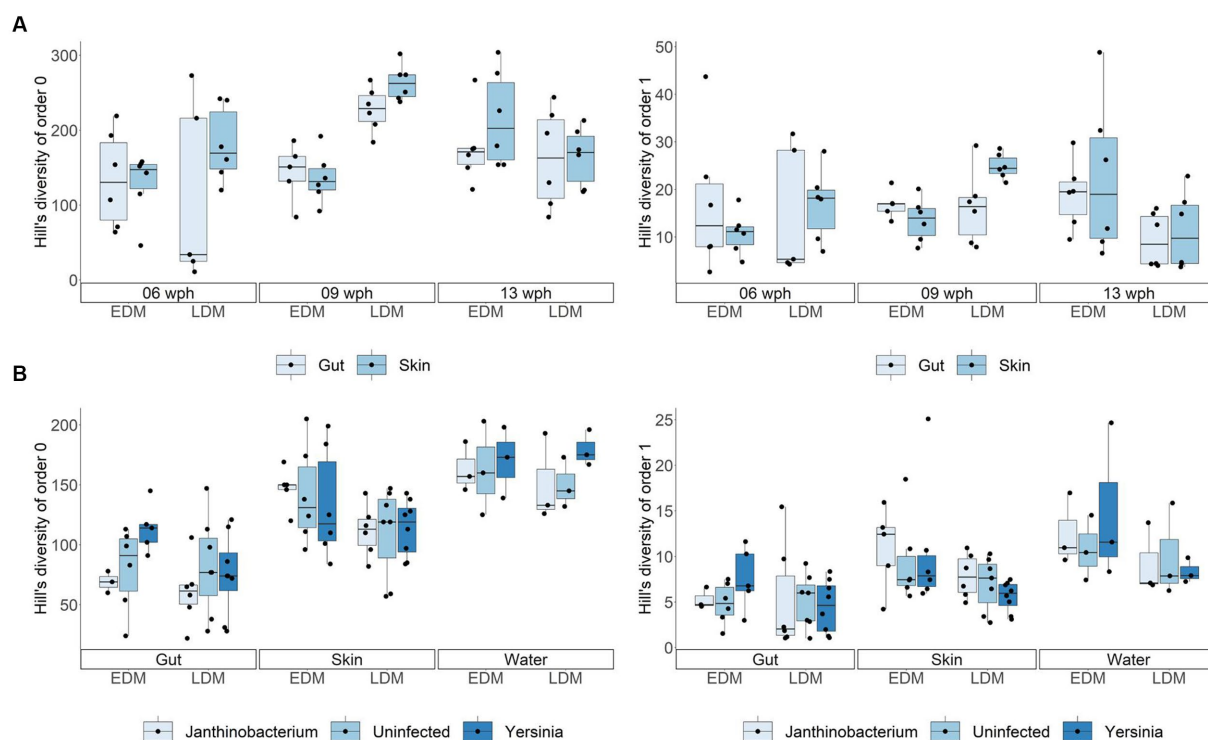 A
Hill's diversity of order 0
300
200
100
0
06 wph 09 wph 13 wph
EDM LDM EDM LDM EDM LDM
Gut Skin
Hill's diversity of order 1
50
40
30
20
10
0
06 wph 09 wph 13 wph
EDM LDM EDM LDM EDM LDM
Gut Skin
B
Hill's diversity of order 0
200
150
100
50
Gut Skin Water
EDM LDM EDM LDM EDM LDM
Janthinobacterium Uninfected Yersinia
Hill's diversity of order 1
25
20
15
10
5
0
Gut Skin Water
EDM LDM EDM LDM EDM LDM
Janthinobacterium Uninfected Yersinia